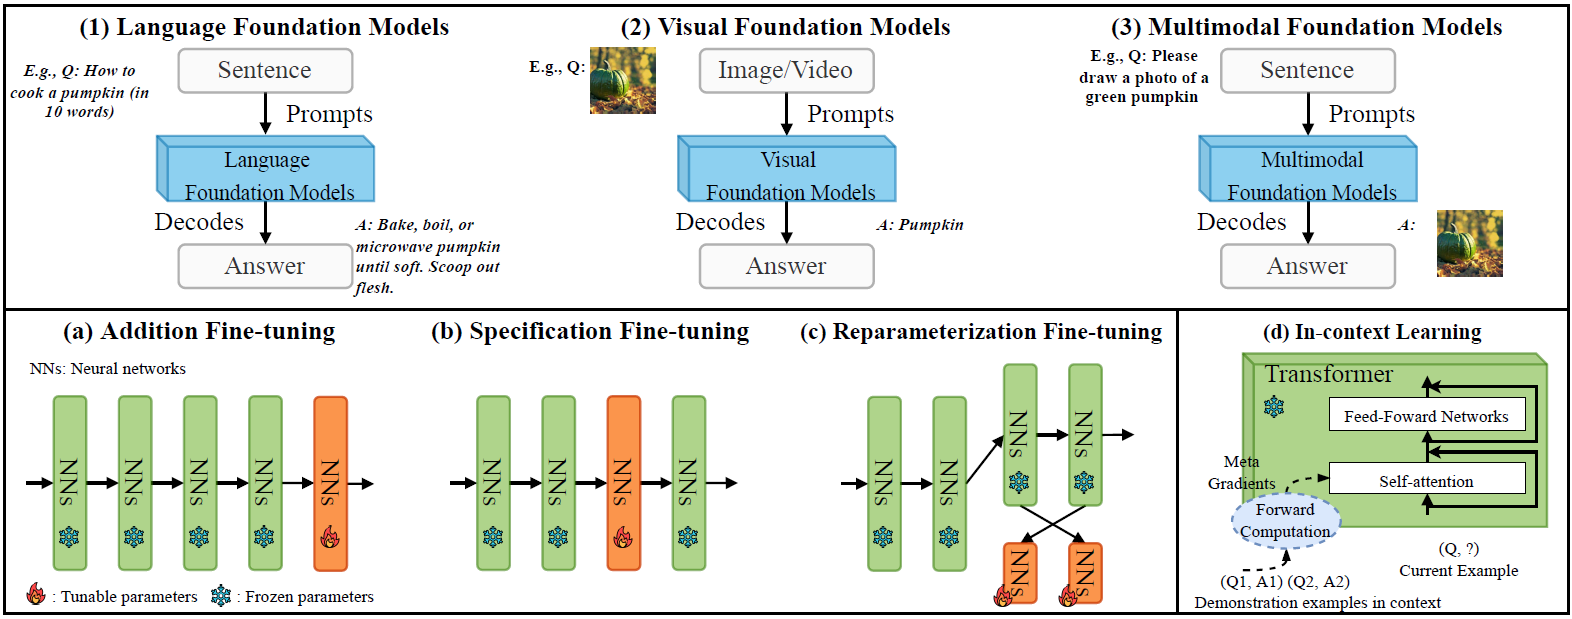 (1) Language Foundation Models
E.g., Q: How to
cook a pumpkin (in
10 words)
Sentence
Prompts
Language
Foundation Models
Decodes
A: Bake, boil, or
microwave pumpkin
until soft. Scoop out
flesh.
Answer
(2) Visual Foundation Models
E.g., Q:
Image/Video
Prompts
Visual
Foundation Models
Decodes
A: Pumpkin
Answer
(3) Multimodal Foundation Models
E.g., Q: Please
draw a photo of a
green pumpkin
Sentence
Prompts
Multimodal
Foundation Models
Decodes
A:
Answer
(a) Addition Fine-tuning
NNs: Neural networks
NNs
NNs
NNs
NNs
NNs
: Tunable parameters
: Frozen parameters
(b) Specification Fine-tuning
NNs
NNs
NNs
NNs
(c) Reparameterization Fine-tuning
NNs
NNs
NNs
NNs
NNs
NNs
(d) In-context Learning
Transformer
Feed-Foward Networks
Self-attention
Meta
Gradients
Forward
Computation
(Q, ?)
Current Example
(Q1, A1) (Q2, A2)
Demonstration examples in context